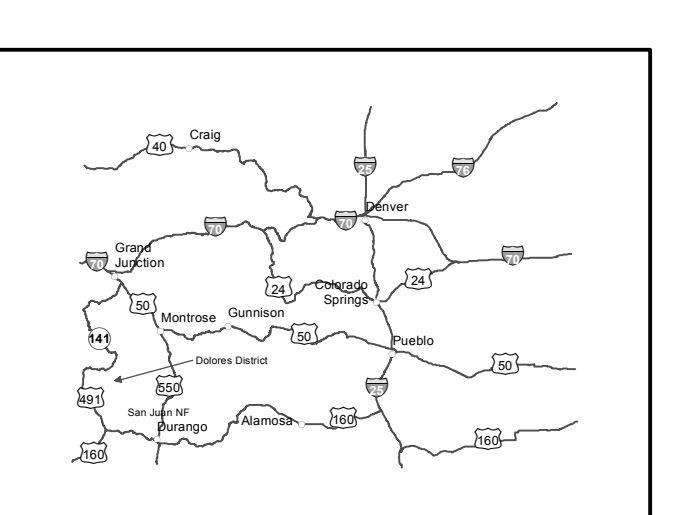 Craig
40
25
76
Denver
70
70
Grand
Junction
70
70
24
Colorado
Springs
24
50
Montrose
Gunnison
50
141
Pueblo
Dolores District
50
550
25
491
San Juan NF
Durango
Alamosa
160
160
160